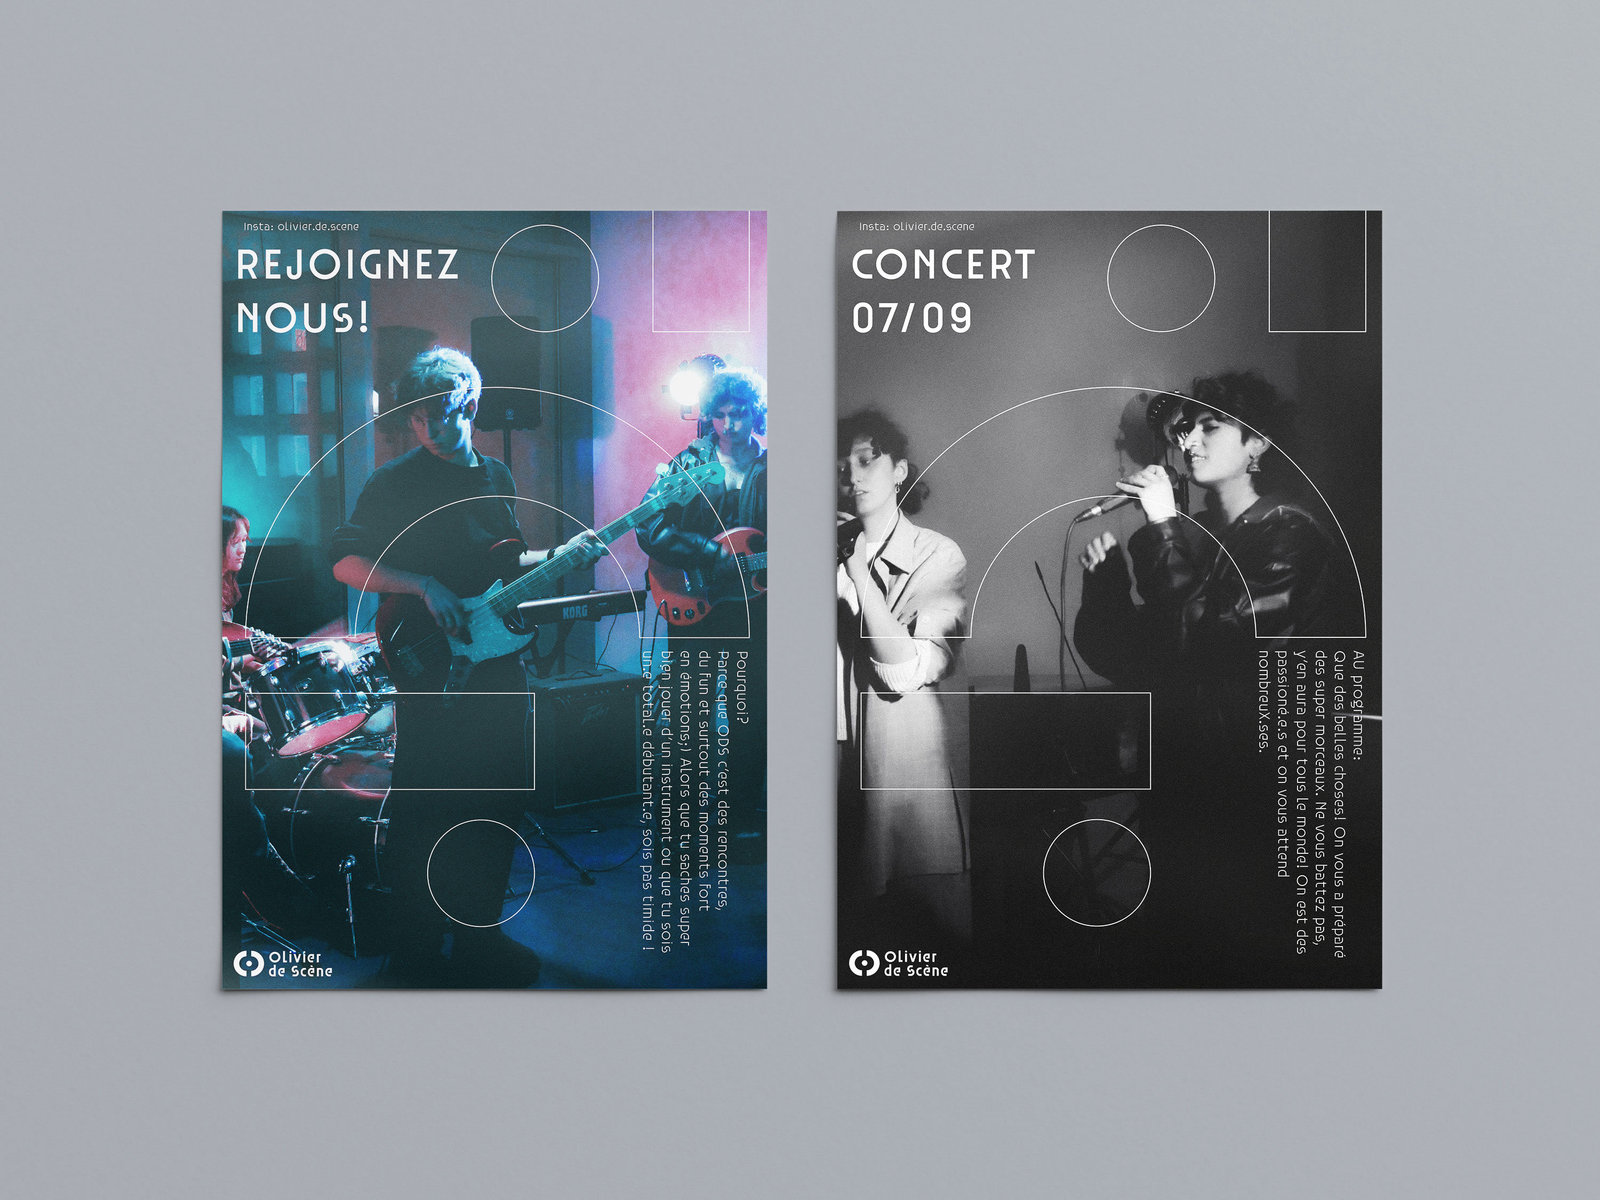 Insta: olivier.de.scene
REJOIGNEZ
NOUS!
KORG
Pourquoi?
Parce que ODS c'est des rencontres,
du fun et surtout des moments fort
en émotions;) Alors que tu saches super
bien jouer d'un instrument ou que tu sois
un.e total.e débutant.e, sois pas timide !
Olivier
de Scène
Insta: olivier.de.scene
CONCERT
07/09
AU programme:
Que des belles choses! On vous a préparé
des super morceaux. Ne vous battez pas,
y'en aura pour tous le monde! On est des
passione.e.s et on vous attend
nombreuX.ses.
Olivier
de Scène